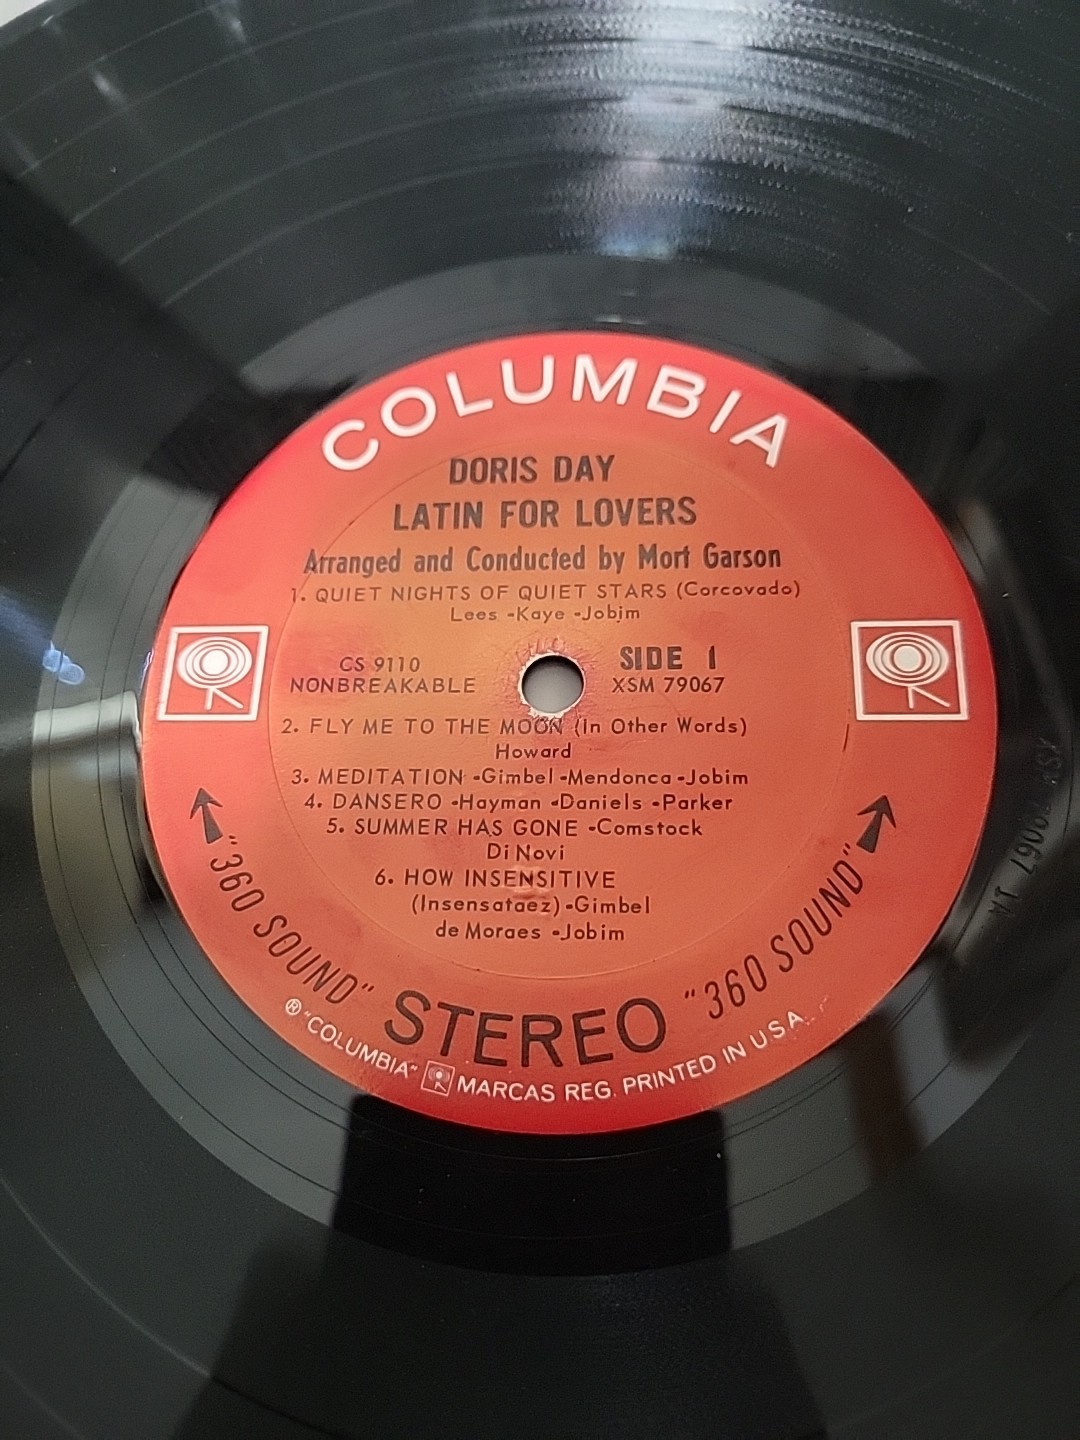 COLUMBIA
DORIS DAY
LATIN FOR LOVERS
Arranged and Conducted by Mort Garson
1. QUIET NIGHTS OF QUIET STARS (Corcovado)
Lees -Kaye -Jobim
CS 9110
NONBREAKABLE
SIDE 1
XSM 79067
2. FLY ME TO THE MOON (In Other Words)
Howard
3. MEDITATION -Gimbel -Mendonca -Jobim
4. DANSERO -Hayman -Daniels -Parker
5. SUMMER HAS GONE -Comstock
Di Novi
6. HOW INSENSITIVE
(Insensataez) -Gimbel
de Moraes -Jobim
"360 SOUND" STEREO "360 SOUND"
® "COLUMBIA" MARCAS REG. PRINTED IN U.S.A.